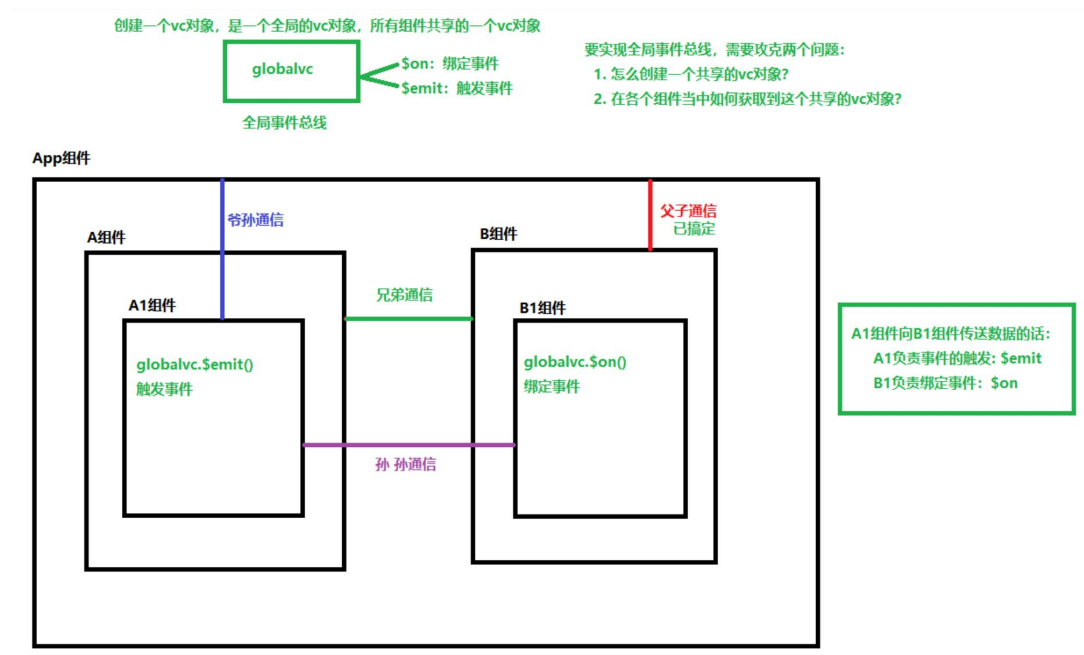 创建一个vc对象，是一个全局的vc对象，所有组件共享的一个vc对象
globalvc
$on：绑定事件
$emit：触发事件
全局事件总线
要实现全局事件总线，需要攻克两个问题：
1. 怎么创建一个共享的vc对象?
2. 在各个组件当中如何获取到这个共享的vc对象?
App组件
爷孙通信
父子通信
已搞定
A组件
B组件
兄弟通信
A1组件
B1组件
globalvc.$emit()
触发事件
globalvc.$on()
绑定事件
孙 孙通信
A1组件向B1组件传送数据的话：
A1负责事件的触发: $emit
B1负责绑定事件：$on